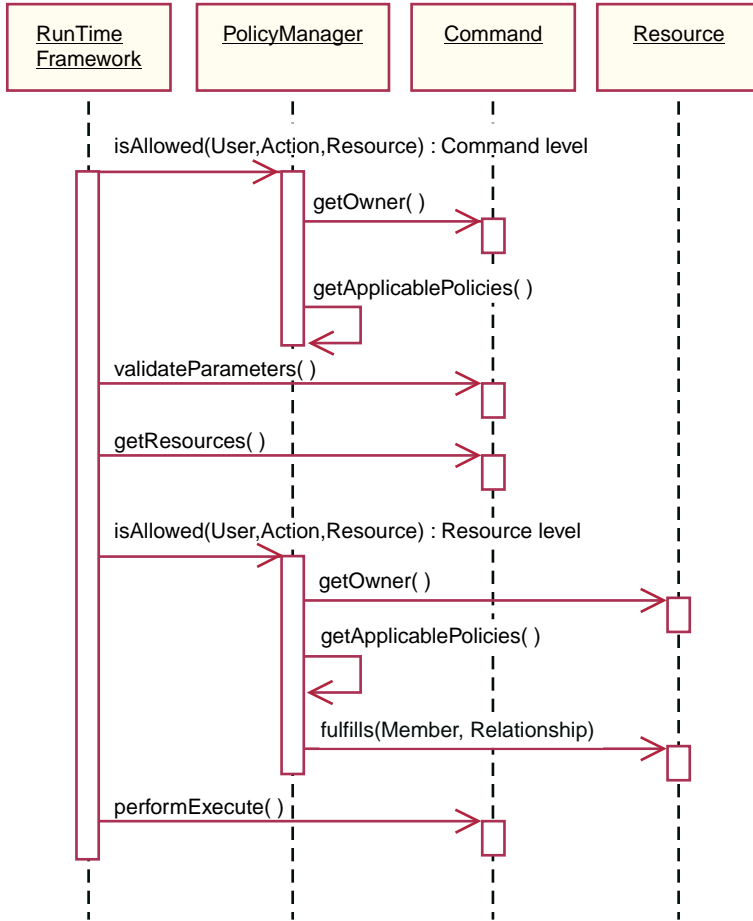 RunTime
Framework
PolicyManager
Command
Resource
isAllowed(User,Action,Resource) : Command level
getOwner( )
getApplicablePolicies( )
validateParameters( )
getResources( )
isAllowed(User,Action,Resource) : Resource level
getOwner( )
getApplicablePolicies( )
fulfills(Member, Relationship)
performExecute( )